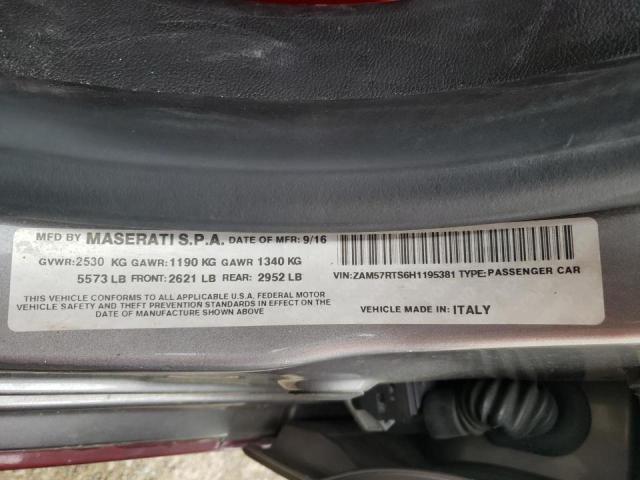 MFD BY MASERATI S.P.A. DATE OF MFR: 9/16
GVWR: 2530 KG GAWR: 1190 KG GAWR 1340 KG
5573 LB FRONT: 2621 LB REAR: 2952 LB
VIN: ZAM57RTS6H1195381 TYPE: PASSENGER CAR
THIS VEHICLE CONFORMS TO ALL APPLICABLE U.S.A. FEDERAL MOTOR
VEHICLE SAFETY AND THEFT PREVENTION STANDARDS IN EFFECT ON THE
DATE OF MANUFACTURE SHOWN ABOVE
VEHICLE MADE IN: ITALY